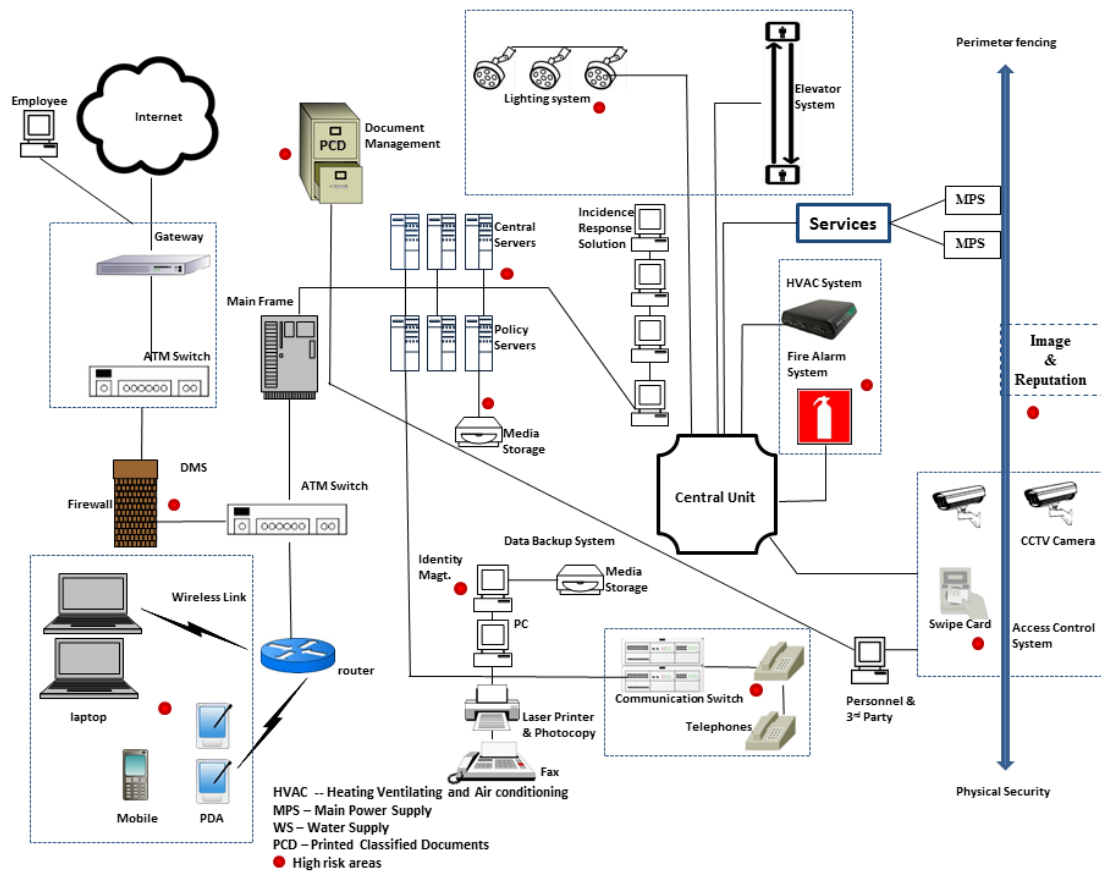 Perimeter fencing
Employee
Internet
Lighting system
Elevator
System
PCD
Document
Management
MPS
Services
MPS
Gateway
Central
Servers
Incidence
Response
Solution
HVAC System
Main Frame
Policy
Servers
Fire Alarm
System
Image
&
Reputation
ATM Switch
Media
Storage
DMS
Firewall
ATM Switch
Central Unit
CCTV Camera
Data Backup System
Identity
Magt.
Media
Storage
Wireless Link
PC
Swipe Card
Access Control
System
router
laptop
Communication Switch
Telephones
Personnel &
3rd Party
Laser Printer
& Photocopy
Fax
Mobile
PDA
Physical Security
HVAC -- Heating Ventilating and Air conditioning
MPS – Main Power Supply
WS – Water Supply
PCD – Printed Classified Documents
High risk areas